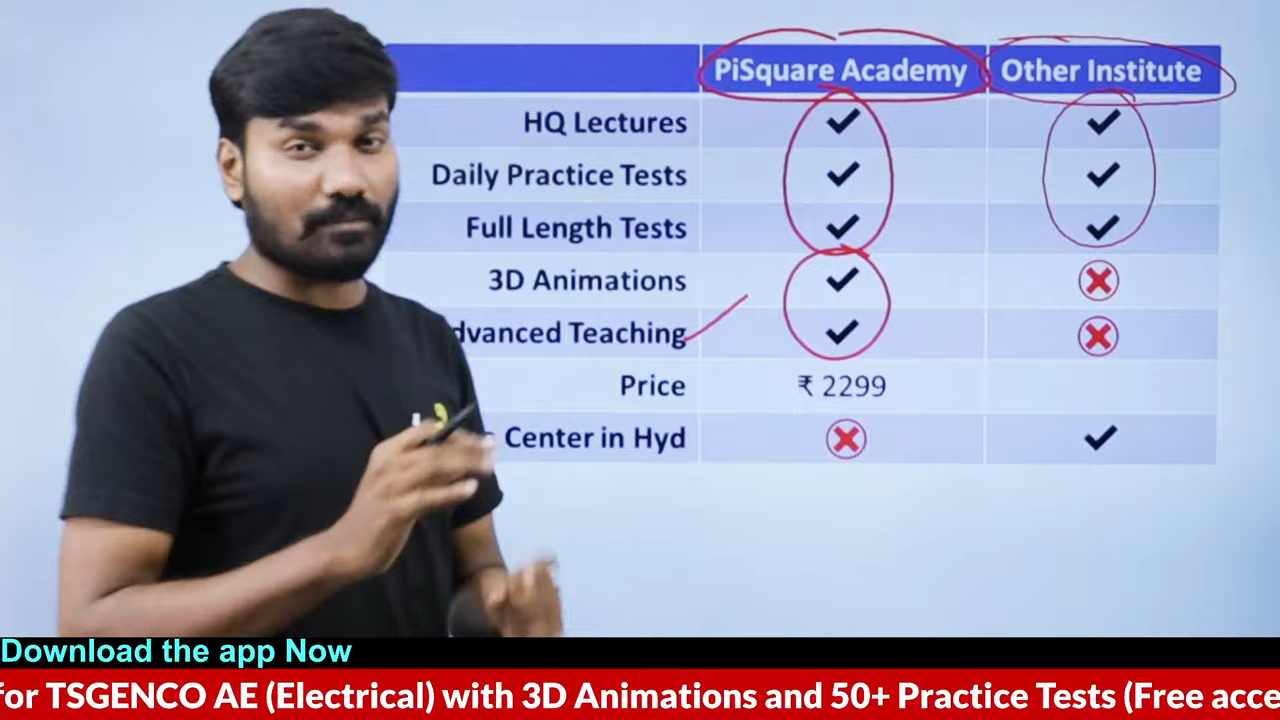 PiSquare Academy Other Institute
HQ Lectures
Daily Practice Tests
Full Length Tests
3D Animations
dvanced Teaching
Price ₹ 2299
Center in Hyd
Download the app Now
for TSGENCO AE (Electrical) with 3D Animations and 50+ Practice Tests (Free acce